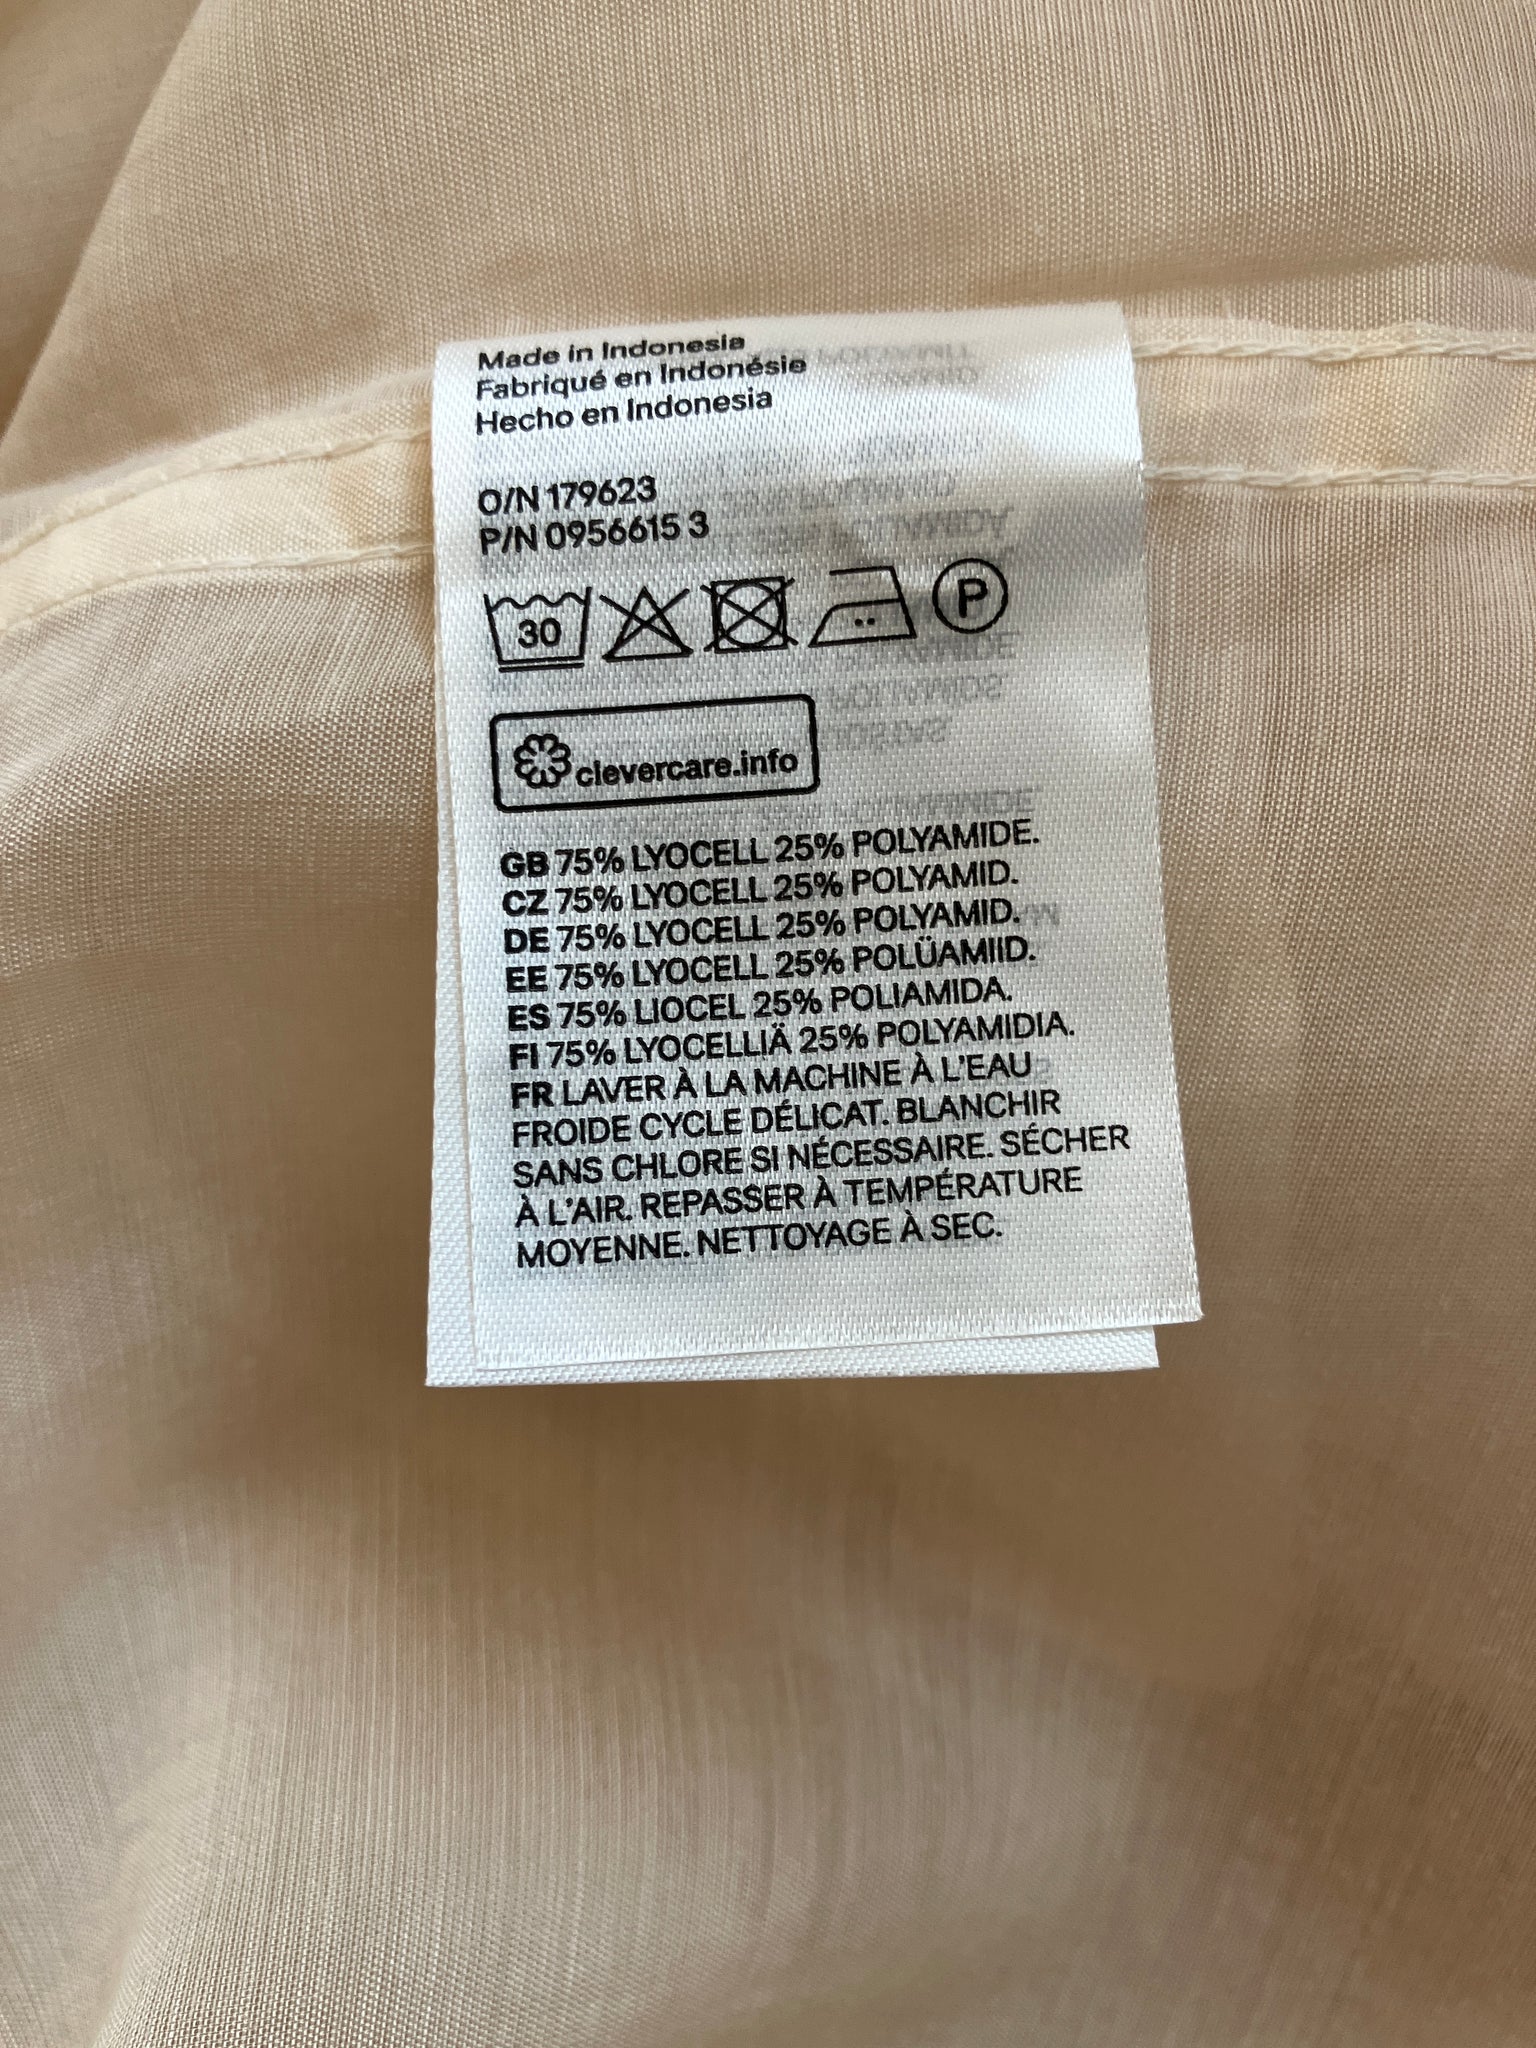 Made in Indonesia
Fabriqué en Indonésie
Hecho en Indonesia
O/N 179623
P/N 0956615 3
30
P
clevercare.info
GB 75% LYOCELL 25% POLYAMIDE.
CZ 75% LYOCELL 25% POLYAMID.
DE 75% LYOCELL 25% POLYAMID.
EE 75% LYOCELL 25% POLÜAMIID.
ES 75% LIOCEL 25% POLIAMIDA.
FI 75% LYOCELLIÄ 25% POLYAMIDIA.
FR LAVER À LA MACHINE À L'EAU
FROIDE CYCLE DÉLICAT. BLANCHIR
SANS CHLORE SI NÉCESSAIRE. SÉCHER
À L'AIR. REPASSER À TEMPÉRATURE
MOYENNE. NETTOYAGE À SEC.